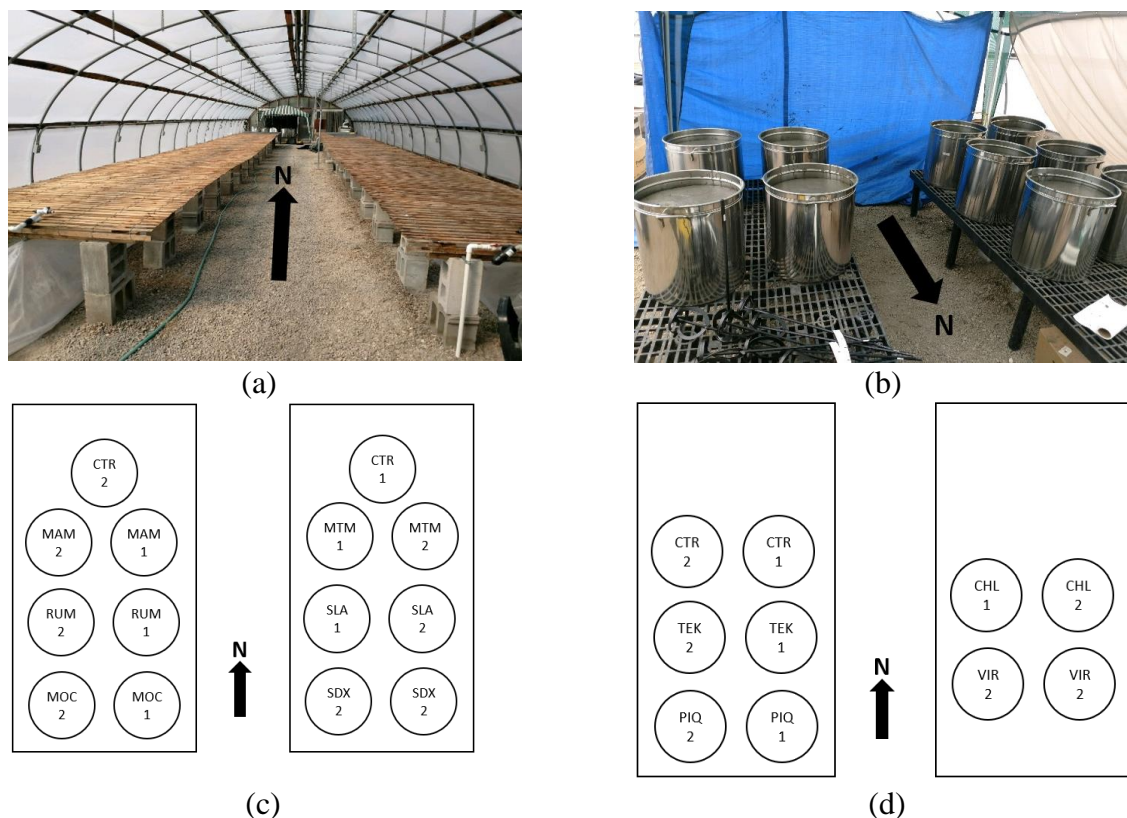 N
N
(a)
(b)
CTR
2
CTR
1
MAM
2
MAM
1
MTM
1
MTM
2
RUM
2
RUM
1
SLA
1
SLA
2
MOC
2
MOC
1
SDX
2
SDX
2
N
(c)
CTR
2
CTR
1
TEK
2
TEK
1
PIQ
2
PIQ
1
CHL
1
CHL
2
VIR
2
VIR
2
N
(d)